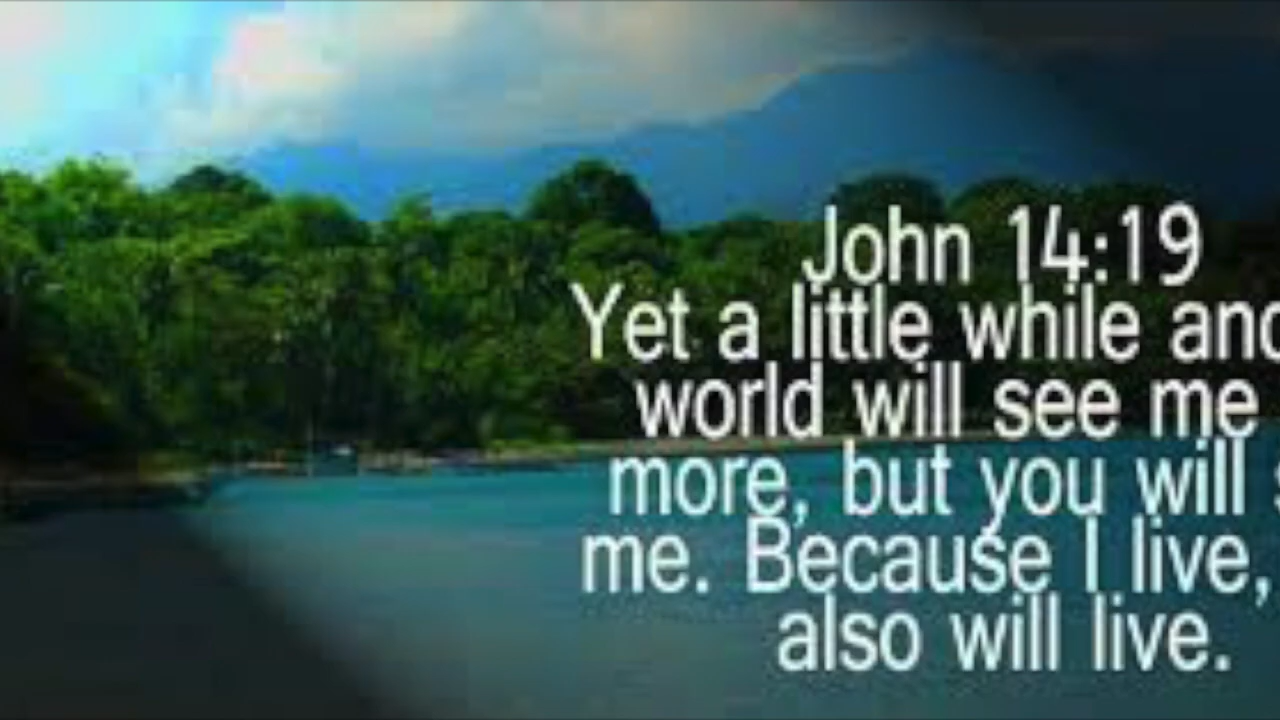 John 14:19
Yet a little while and
world will see me
more, but you will
me. Because I live,
also will live.